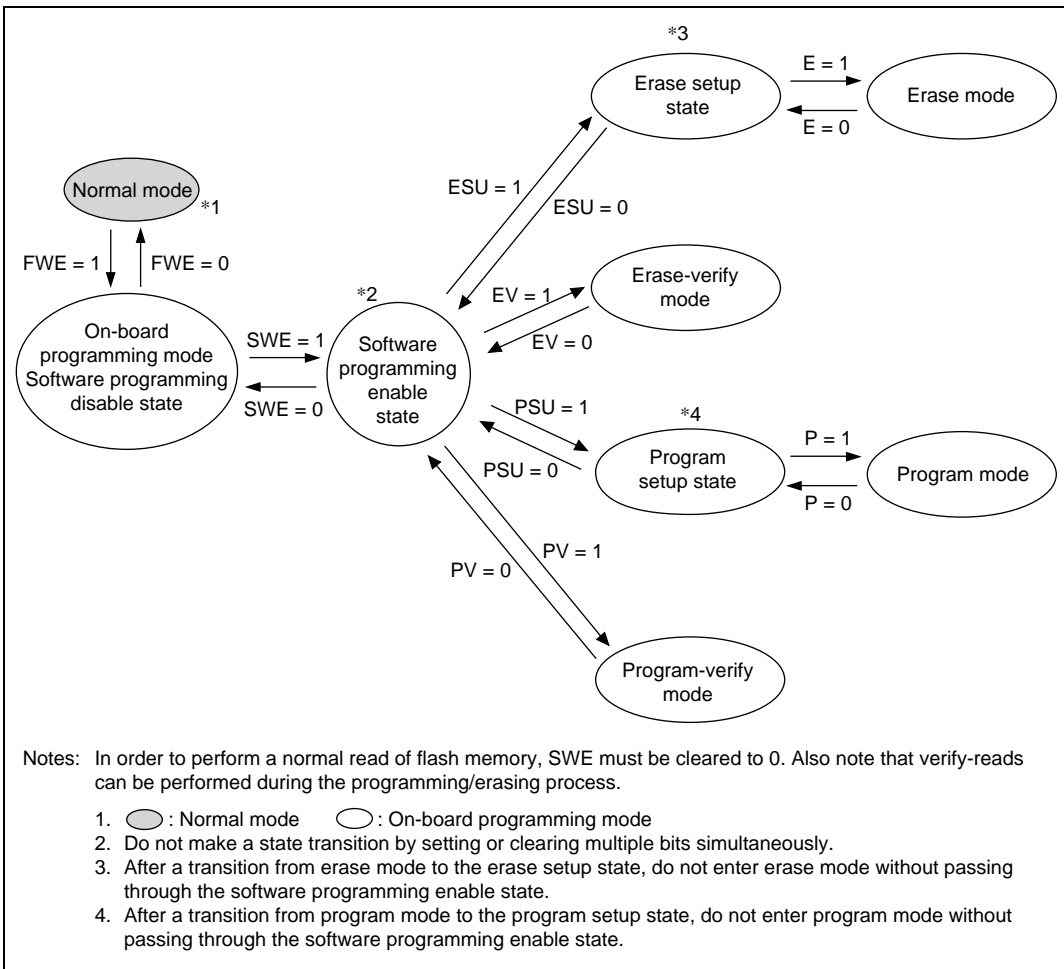 *3
Erase setup
state
E = 1
E = 0
Erase mode
Normal mode
*1
FWE = 1
FWE = 0
ESU = 1
ESU = 0
Erase-verify
mode
*2
EV = 1
EV = 0
On-board
programming mode
Software programming
disable state
SWE = 1
SWE = 0
Software
programming
enable
state
PSU = 1
PSU = 0
*4
Program
setup state
P = 1
P = 0
Program mode
PV = 1
PV = 0
Program-verify
mode
Notes: In order to perform a normal read of flash memory, SWE must be cleared to 0. Also note that verify-reads
can be performed during the programming/erasing process.
1. : Normal mode : On-board programming mode
2. Do not make a state transition by setting or clearing multiple bits simultaneously.
3. After a transition from erase mode to the erase setup state, do not enter erase mode without passing
through the software programming enable state.
4. After a transition from program mode to the program setup state, do not enter program mode without
passing through the software programming enable state.